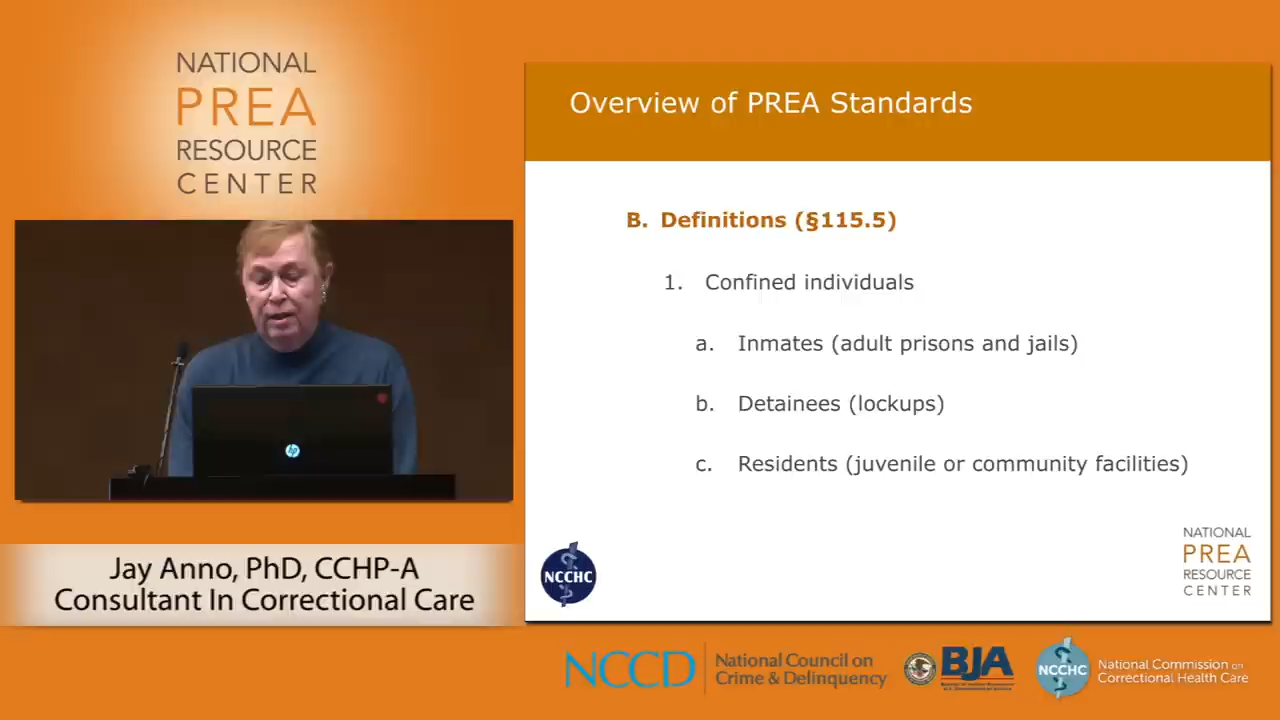 NATIONAL
PREA
RESOURCE
CENTER
Jay Anno, PhD, CCHP-A
Consultant In Correctional Care
Overview of PREA Standards
B. Definitions (§115.5)
1. Confined individuals
a. Inmates (adult prisons and jails)
b. Detainees (lockups)
c. Residents (juvenile or community facilities)
NCCHC
NATIONAL
PREA
RESOURCE
CENTER
hp
NCCD
National Council on
Crime & Delinquency
BJA
NCCHC
National Commission on
Correctional Health Care